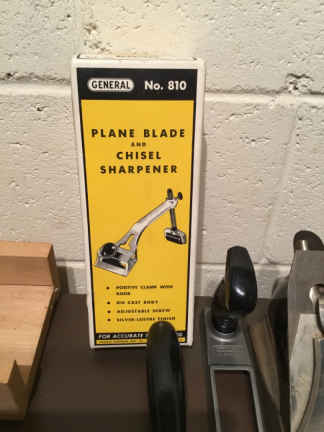 GENERAL No. 810
PLANE BLADE
AND
CHISEL
SHARPENER
• POSITIVE CLAMP WITH
• DIE CAST BODY
• ADJUSTABLE SCREW
• SILVER-LUSTRE FINISH
FOR ACCURATE